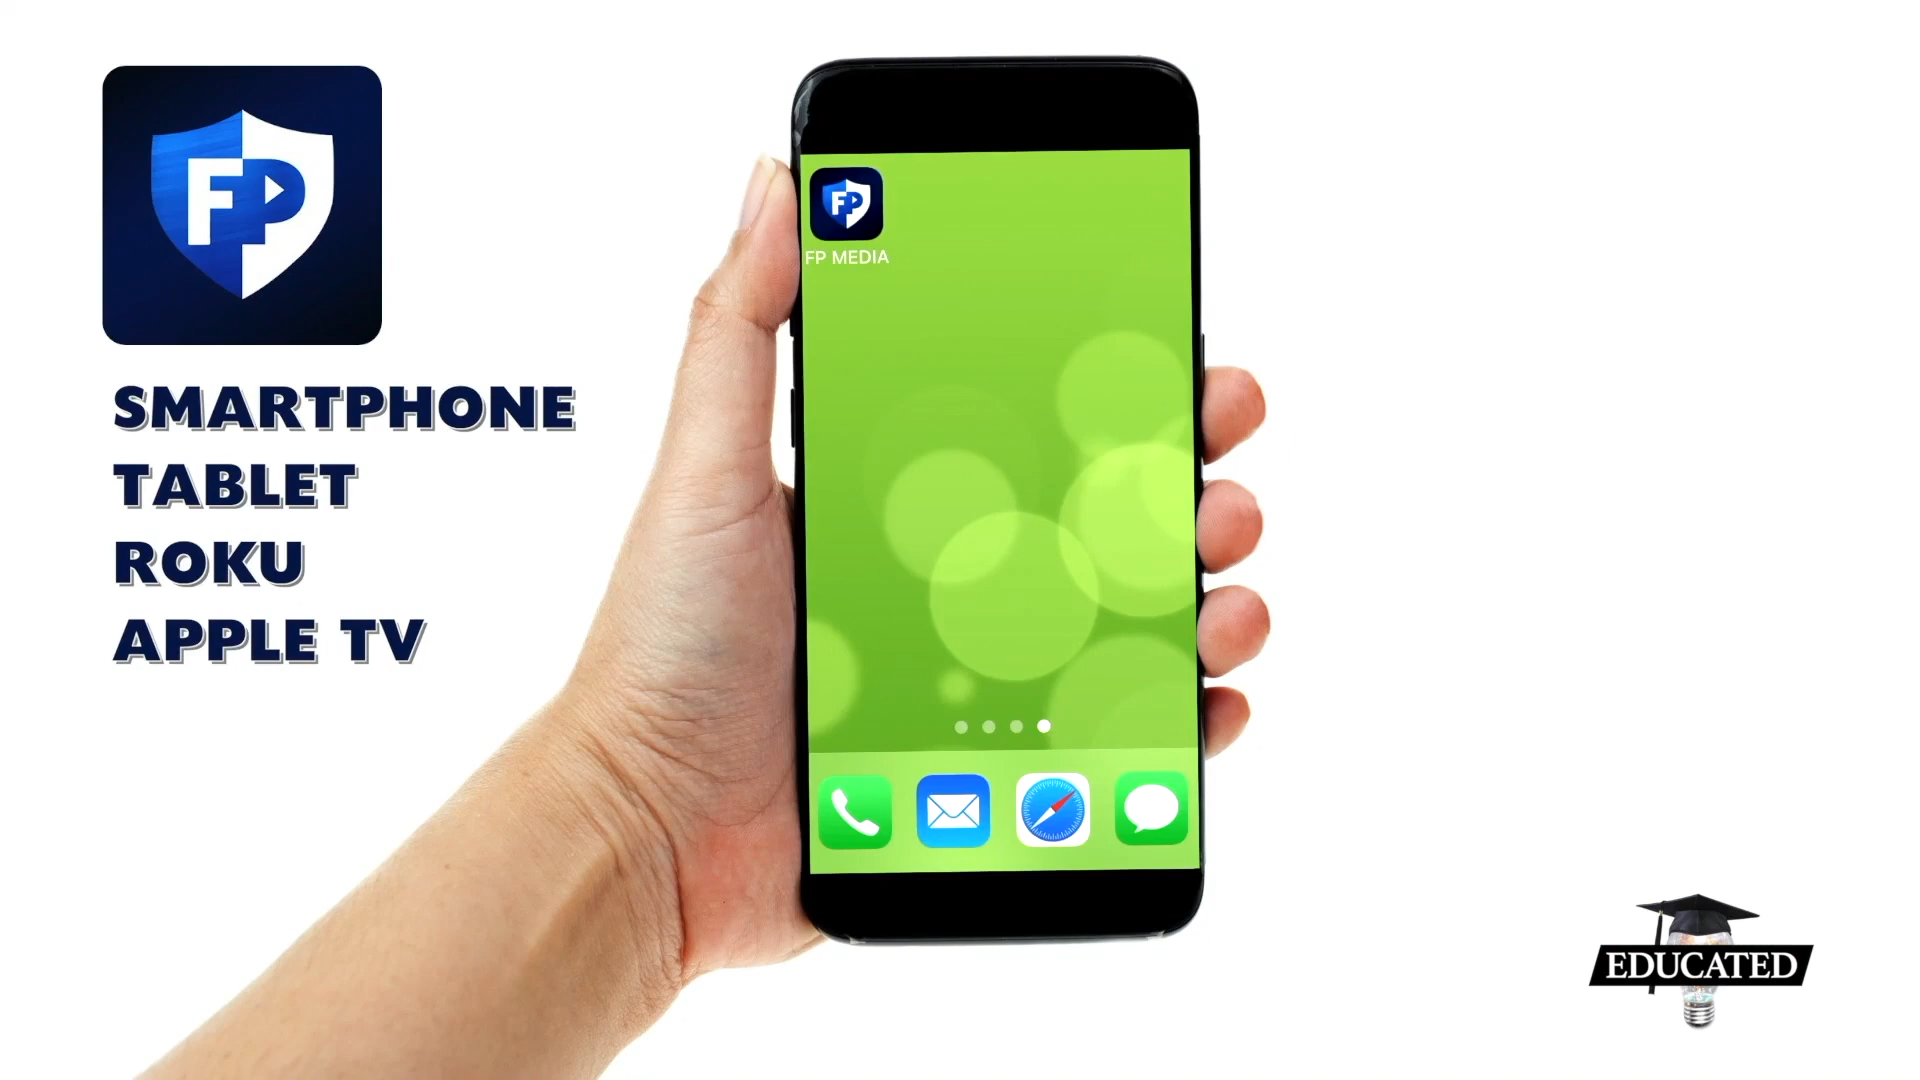 FP
SMARTPHONE
TABLET
ROKU
APPLE TV
FP
FP MEDIA
EDUCATED